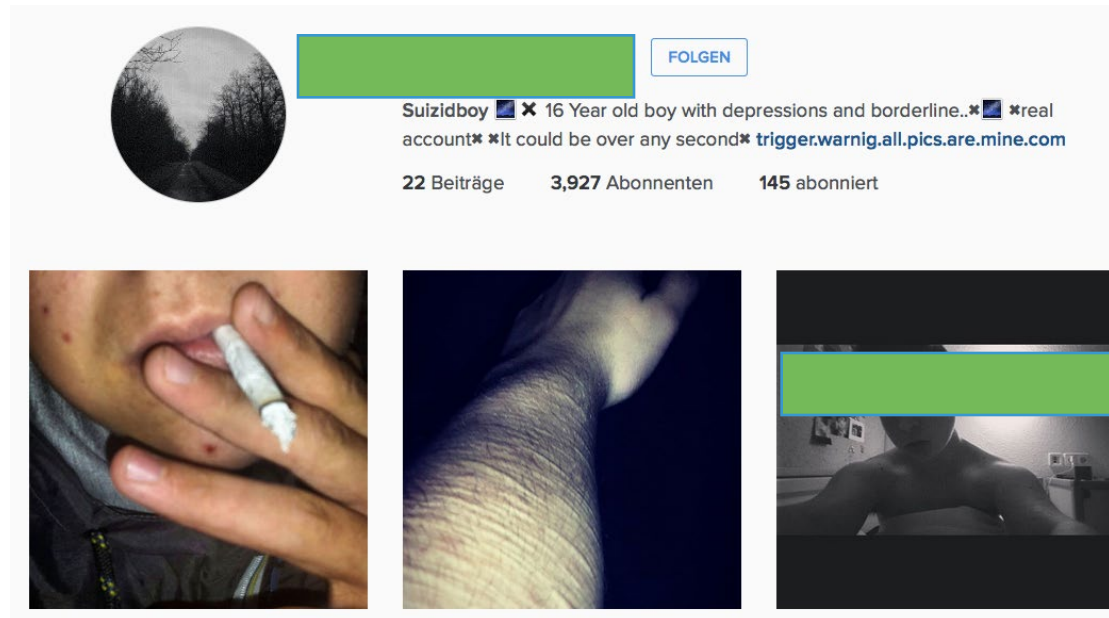 FOLGEN
Suizidboy ✖ 16 Year old boy with depressions and borderline..✖ ✖real
account✖ ✖It could be over any second✖ trigger.warnig.all.pics.are.mine.com
22 Beiträge 3,927 Abonnenten 145 abonniert